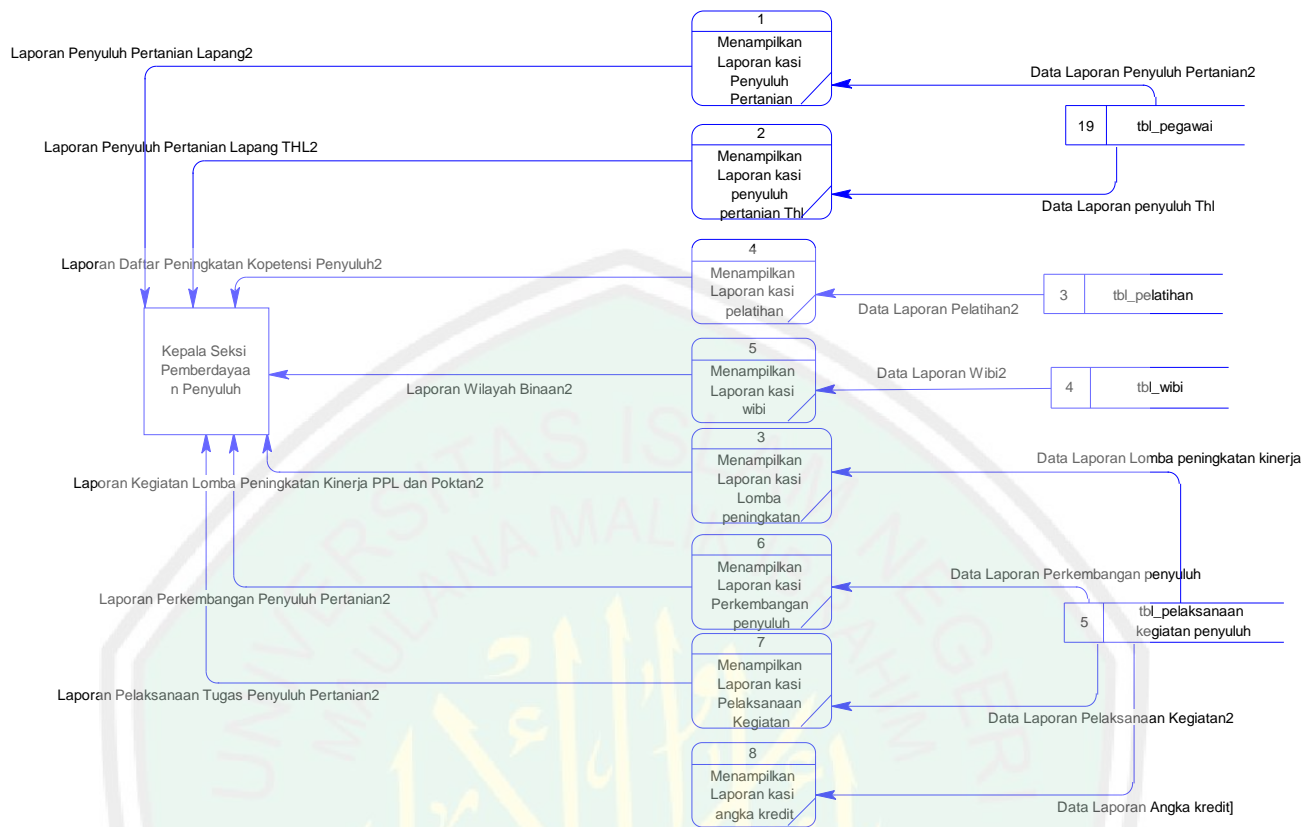 1
Menampilkan
Laporan kasi
Penyuluh
Pertanian
Laporan Penyuluh Pertanian Lapang2
Data Laporan Penyuluh Pertanian2
19
tbl_pegawai
2
Menampilkan
Laporan kasi
penyuluh
pertanian Thl
Laporan Penyuluh Pertanian Lapang THL2
Data Laporan penyuluh Thl
4
Menampilkan
Laporan kasi
pelatihan
Laporan Daftar Peningkatan Kopetensi Penyuluh2
Data Laporan Pelatihan2
3
tbl_pelatihan
Kepala Seksi
Pemberdayaa
n Penyuluh
5
Menampilkan
Laporan kasi
wibi
Laporan Wilayah Binaan2
Data Laporan Wibi2
4
tbl_wibi
3
Menampilkan
Laporan kasi
Lomba
peningkatan
Laporan Kegiatan Lomba Peningkatan Kinerja PPL dan Poktan2
Data Laporan Lomba peningkatan kinerja
6
Menampilkan
Laporan kasi
Perkembangan
penyuluh
Laporan Perkembangan Penyuluh Pertanian2
Data Laporan Perkembangan penyuluh
5
tbl_pelaksanaan
kegiatan penyuluh
7
Menampilkan
Laporan kasi
Pelaksanaan
Kegiatan
Laporan Pelaksanaan Tugas Penyuluh Pertanian2
Data Laporan Pelaksanaan Kegiatan2
8
Menampilkan
Laporan kasi
angka kredit
Data Laporan Angka kredit]
UNIVERSITAS ISLAM NEGERI
MAULANA MALIK IBRAHIM